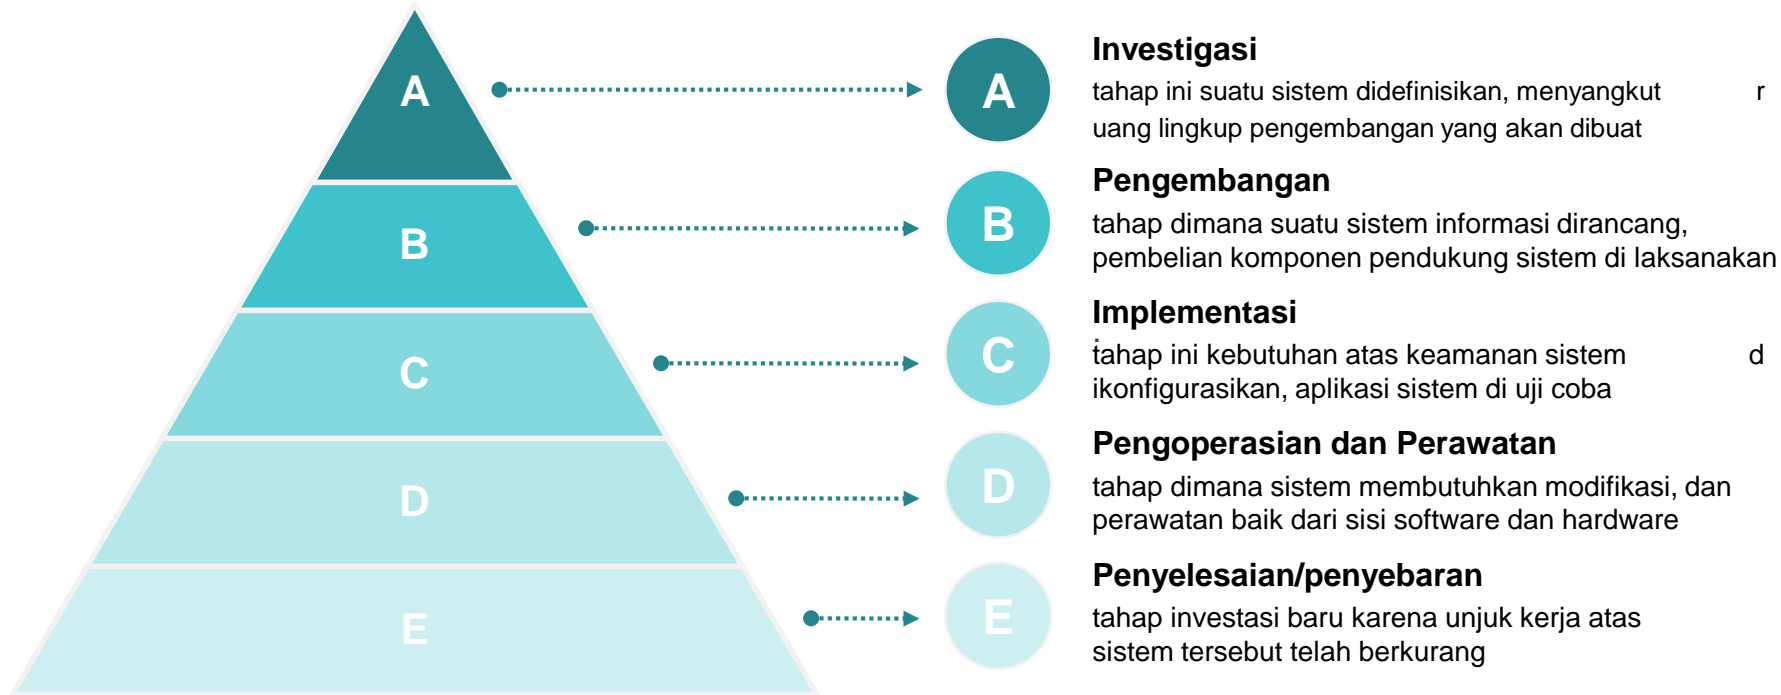 A
B
C
D
E
A
Investigasi
tahap ini suatu sistem didefinisikan, menyangkut r
uang lingkup pengembangan yang akan dibuat
B
Pengembangan
tahap dimana suatu sistem informasi dirancang,
pembelian komponen pendukung sistem di laksanakan
C
Implementasi
.
tahap ini kebutuhan atas keamanan sistem d
ikonfigurasikan, aplikasi sistem di uji coba
D
Pengoperasian dan Perawatan
tahap dimana sistem membutuhkan modifikasi, dan
perawatan baik dari sisi software dan hardware
E
Penyelesaian/penyebaran
tahap investasi baru karena unjuk kerja atas
sistem tersebut telah berkurang